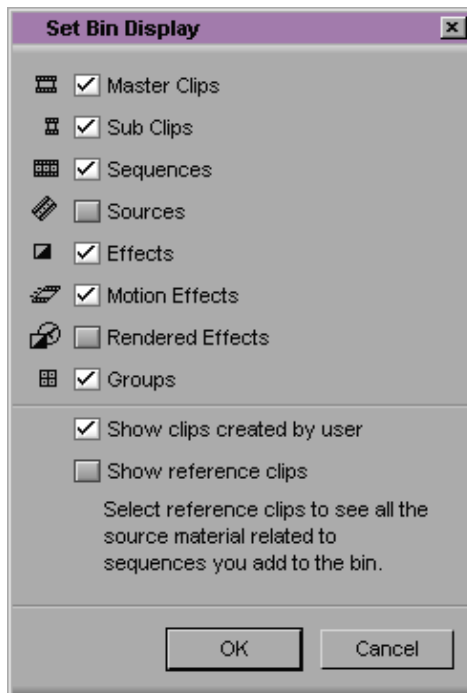 Set Bin Display
Master Clips
Sub Clips
Sequences
Sources
Effects
Motion Effects
Rendered Effects
Groups
Show clips created by user
Show reference clips
Select reference clips to see all the
source material related to
sequences you add to the bin.
OK
Cancel